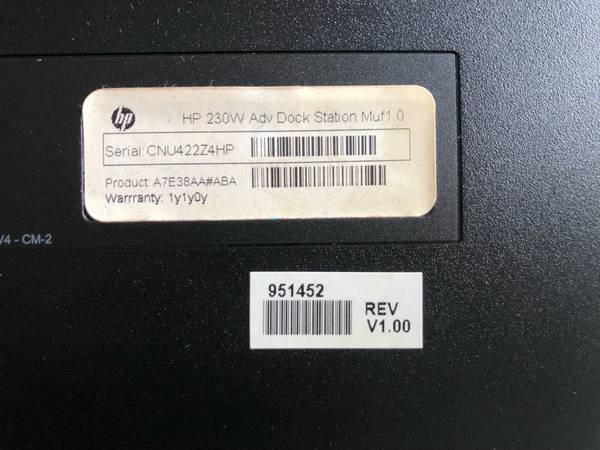 hp
HP 230W Adv Dock Station Muf1.0
Serial:CNU422Z4HP
Product: A7E38AA#ABA
Warrranty: 1y1y0y
V4 - CM-2
951452
REV
V1.00